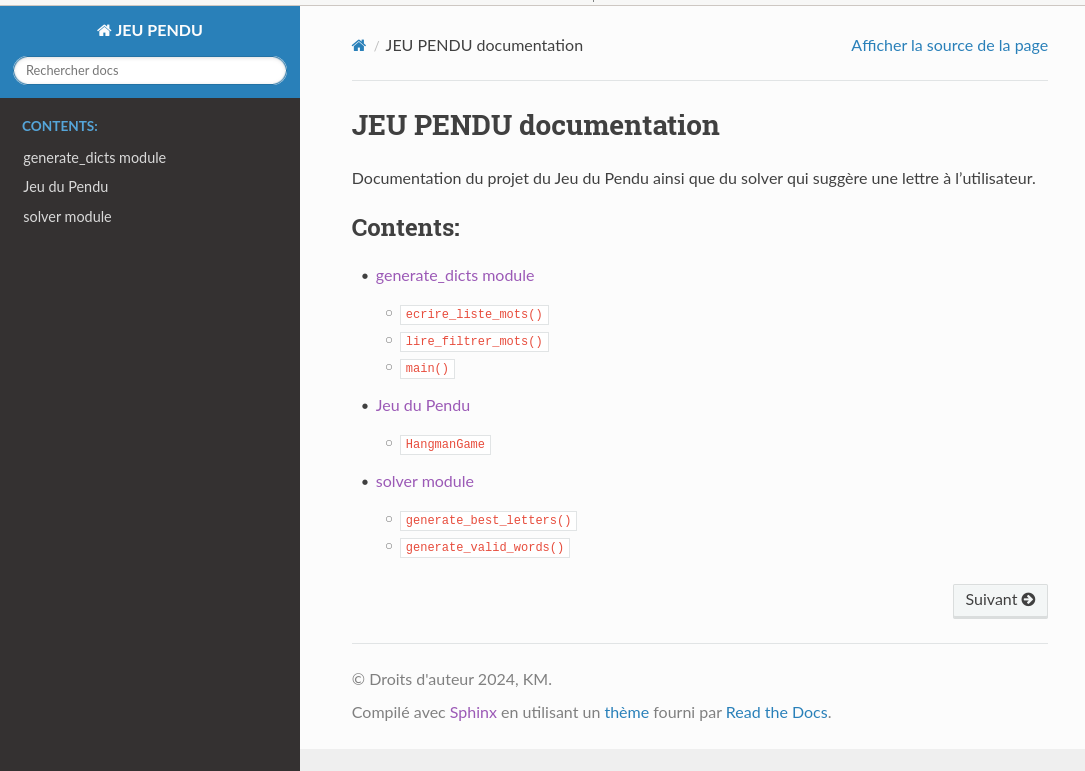 JEU PENDU
Rechercher docs
CONTENTS:
generate_dicts module
Jeu du Pendu
solver module
/ JEU PENDU documentation
Afficher la source de la page
JEU PENDU documentation
Documentation du projet du Jeu du Pendu ainsi que du solver qui suggère une lettre à l’utilisateur.
Contents:
• generate_dicts module
○ ecrire_liste_mots()
○ lire_filtrer_mots()
○ main()
• Jeu du Pendu
○ HangmanGame
• solver module
○ generate_best_letters()
○ generate_valid_words()
Suivant
© Droits d'auteur 2024, KM.
Compilé avec Sphinx en utilisant un thème fourni par Read the Docs.